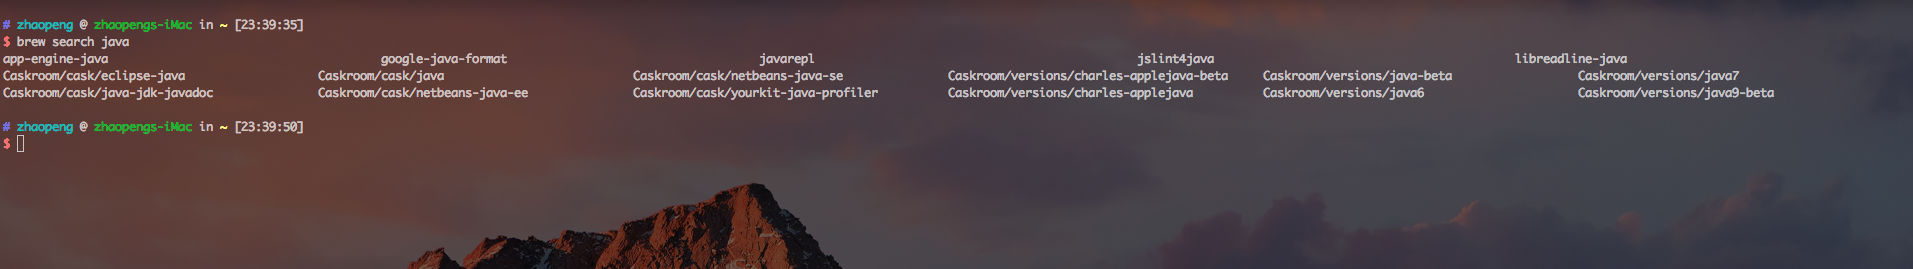 # zhaopeng @ zhaopengs-iMac in ~ [23:39:35]
$ brew search java
app-engine-java google-java-format javarepl jslint4java libreadline-java
Caskroom/cask/eclipse-java Caskroom/cask/java Caskroom/cask/netbeans-java-se Caskroom/versions/charles-applejava-beta Caskroom/versions/java-beta Caskroom/versions/java7
Caskroom/cask/java-jdk-javadoc Caskroom/cask/netbeans-java-ee Caskroom/cask/yourkit-java-profiler Caskroom/versions/charles-applejava Caskroom/versions/java6 Caskroom/versions/java9-beta
# zhaopeng @ zhaopengs-iMac in ~ [23:39:50]
$